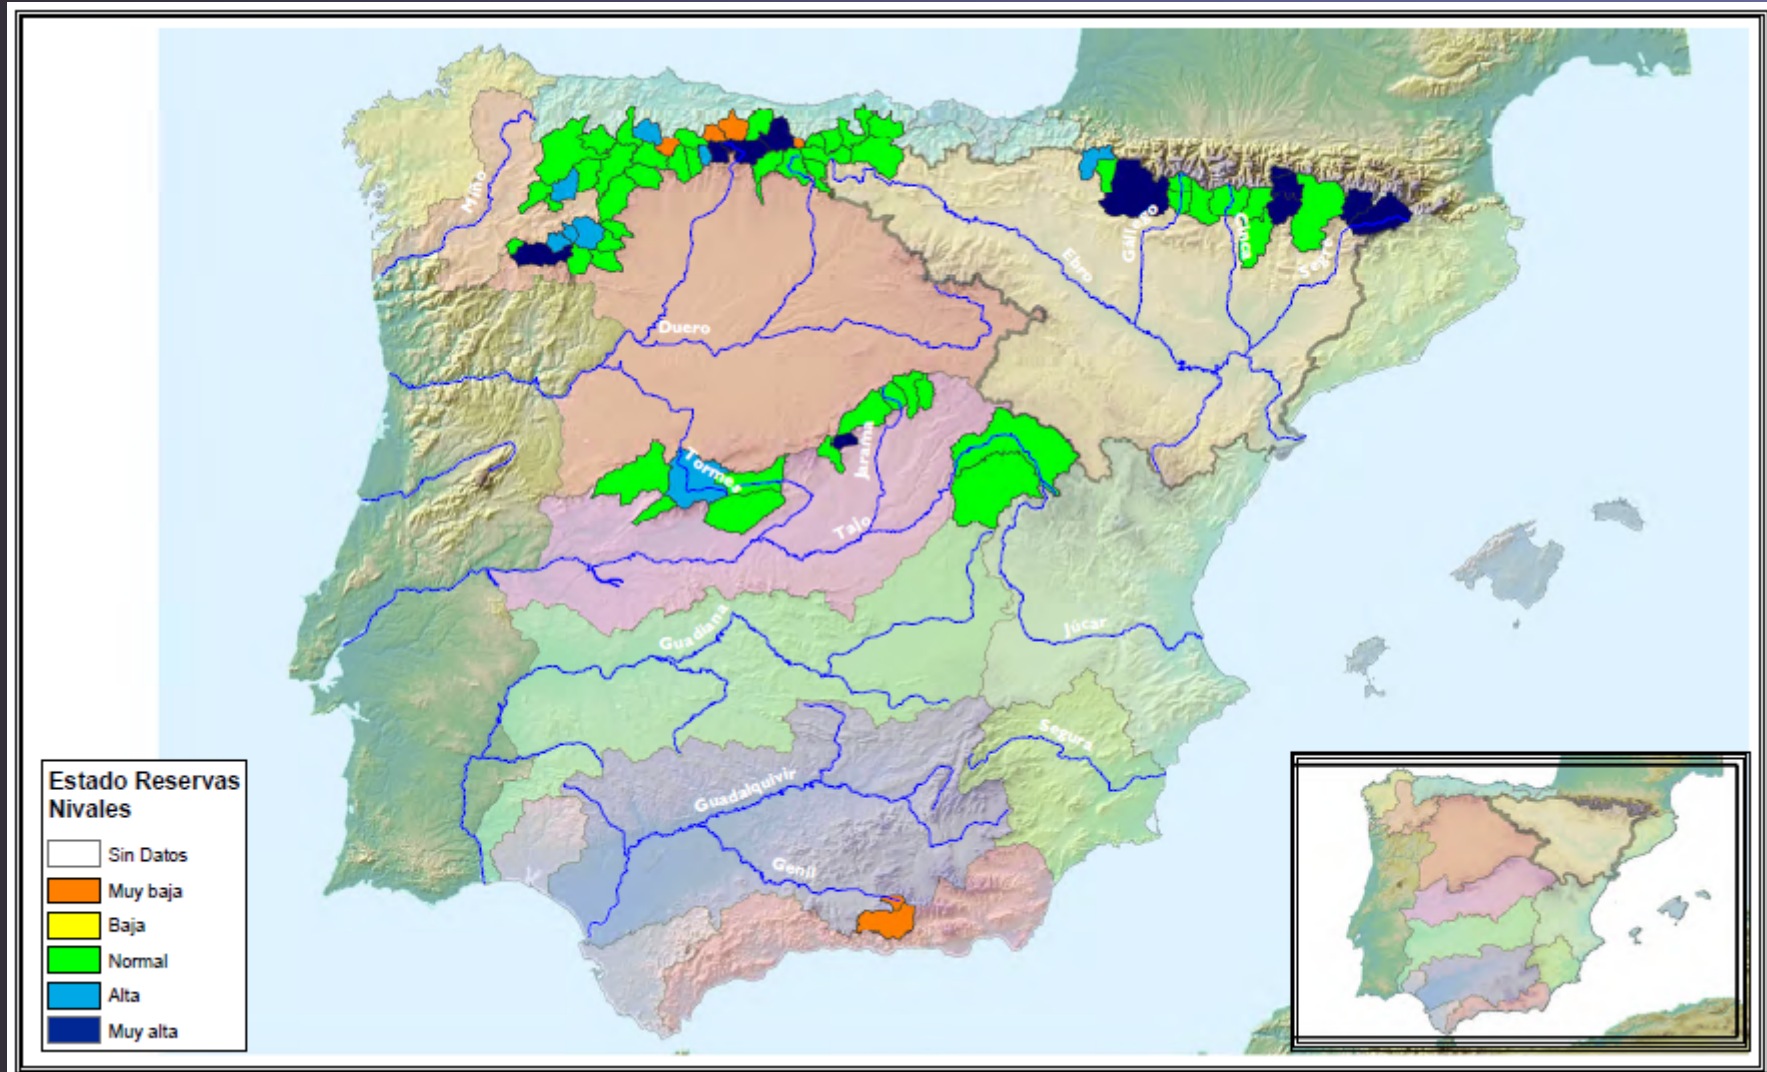 Miño
Duero
Ebro
Gállego
Cinca
Segre
Tormes
Jarama
Tajo
Guadiana
Júcar
Segura
Guadalquivir
Genil
Estado Reservas
Nivales
Sin Datos
Muy baja
Baja
Normal
Alta
Muy alta